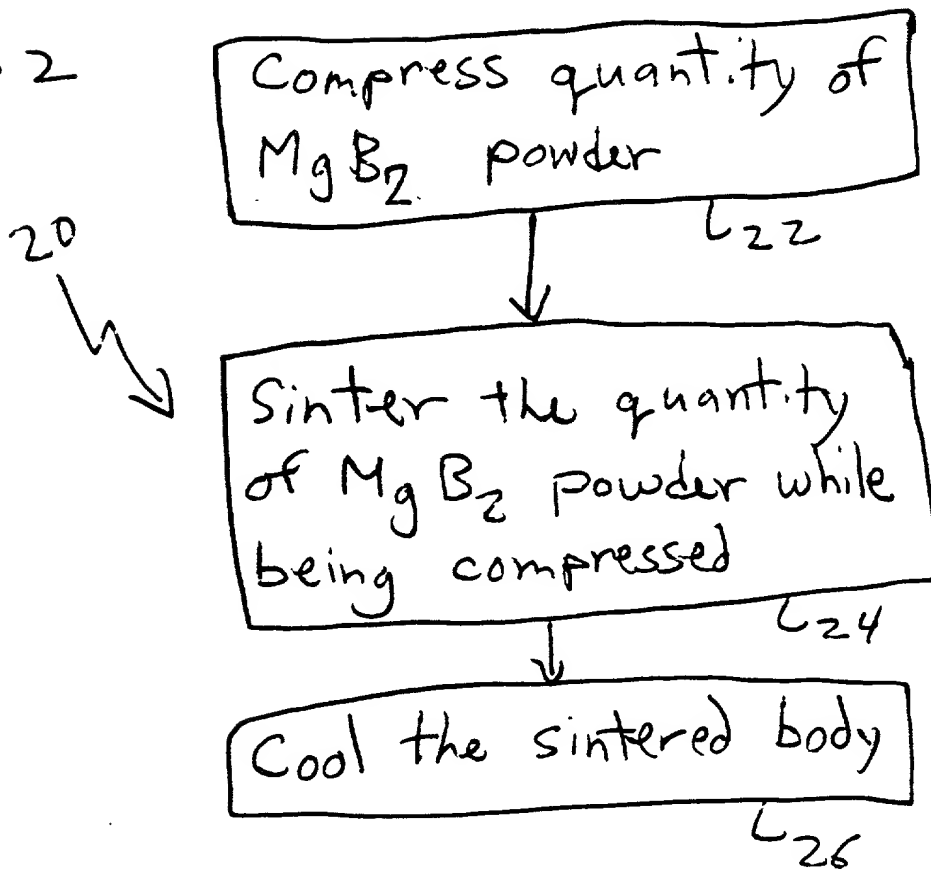 2
Compress quantity of
MgB₂ powder
22
20
Sinter the quantity
of MgB₂ powder while
being compressed
24
Cool the sintered body
26